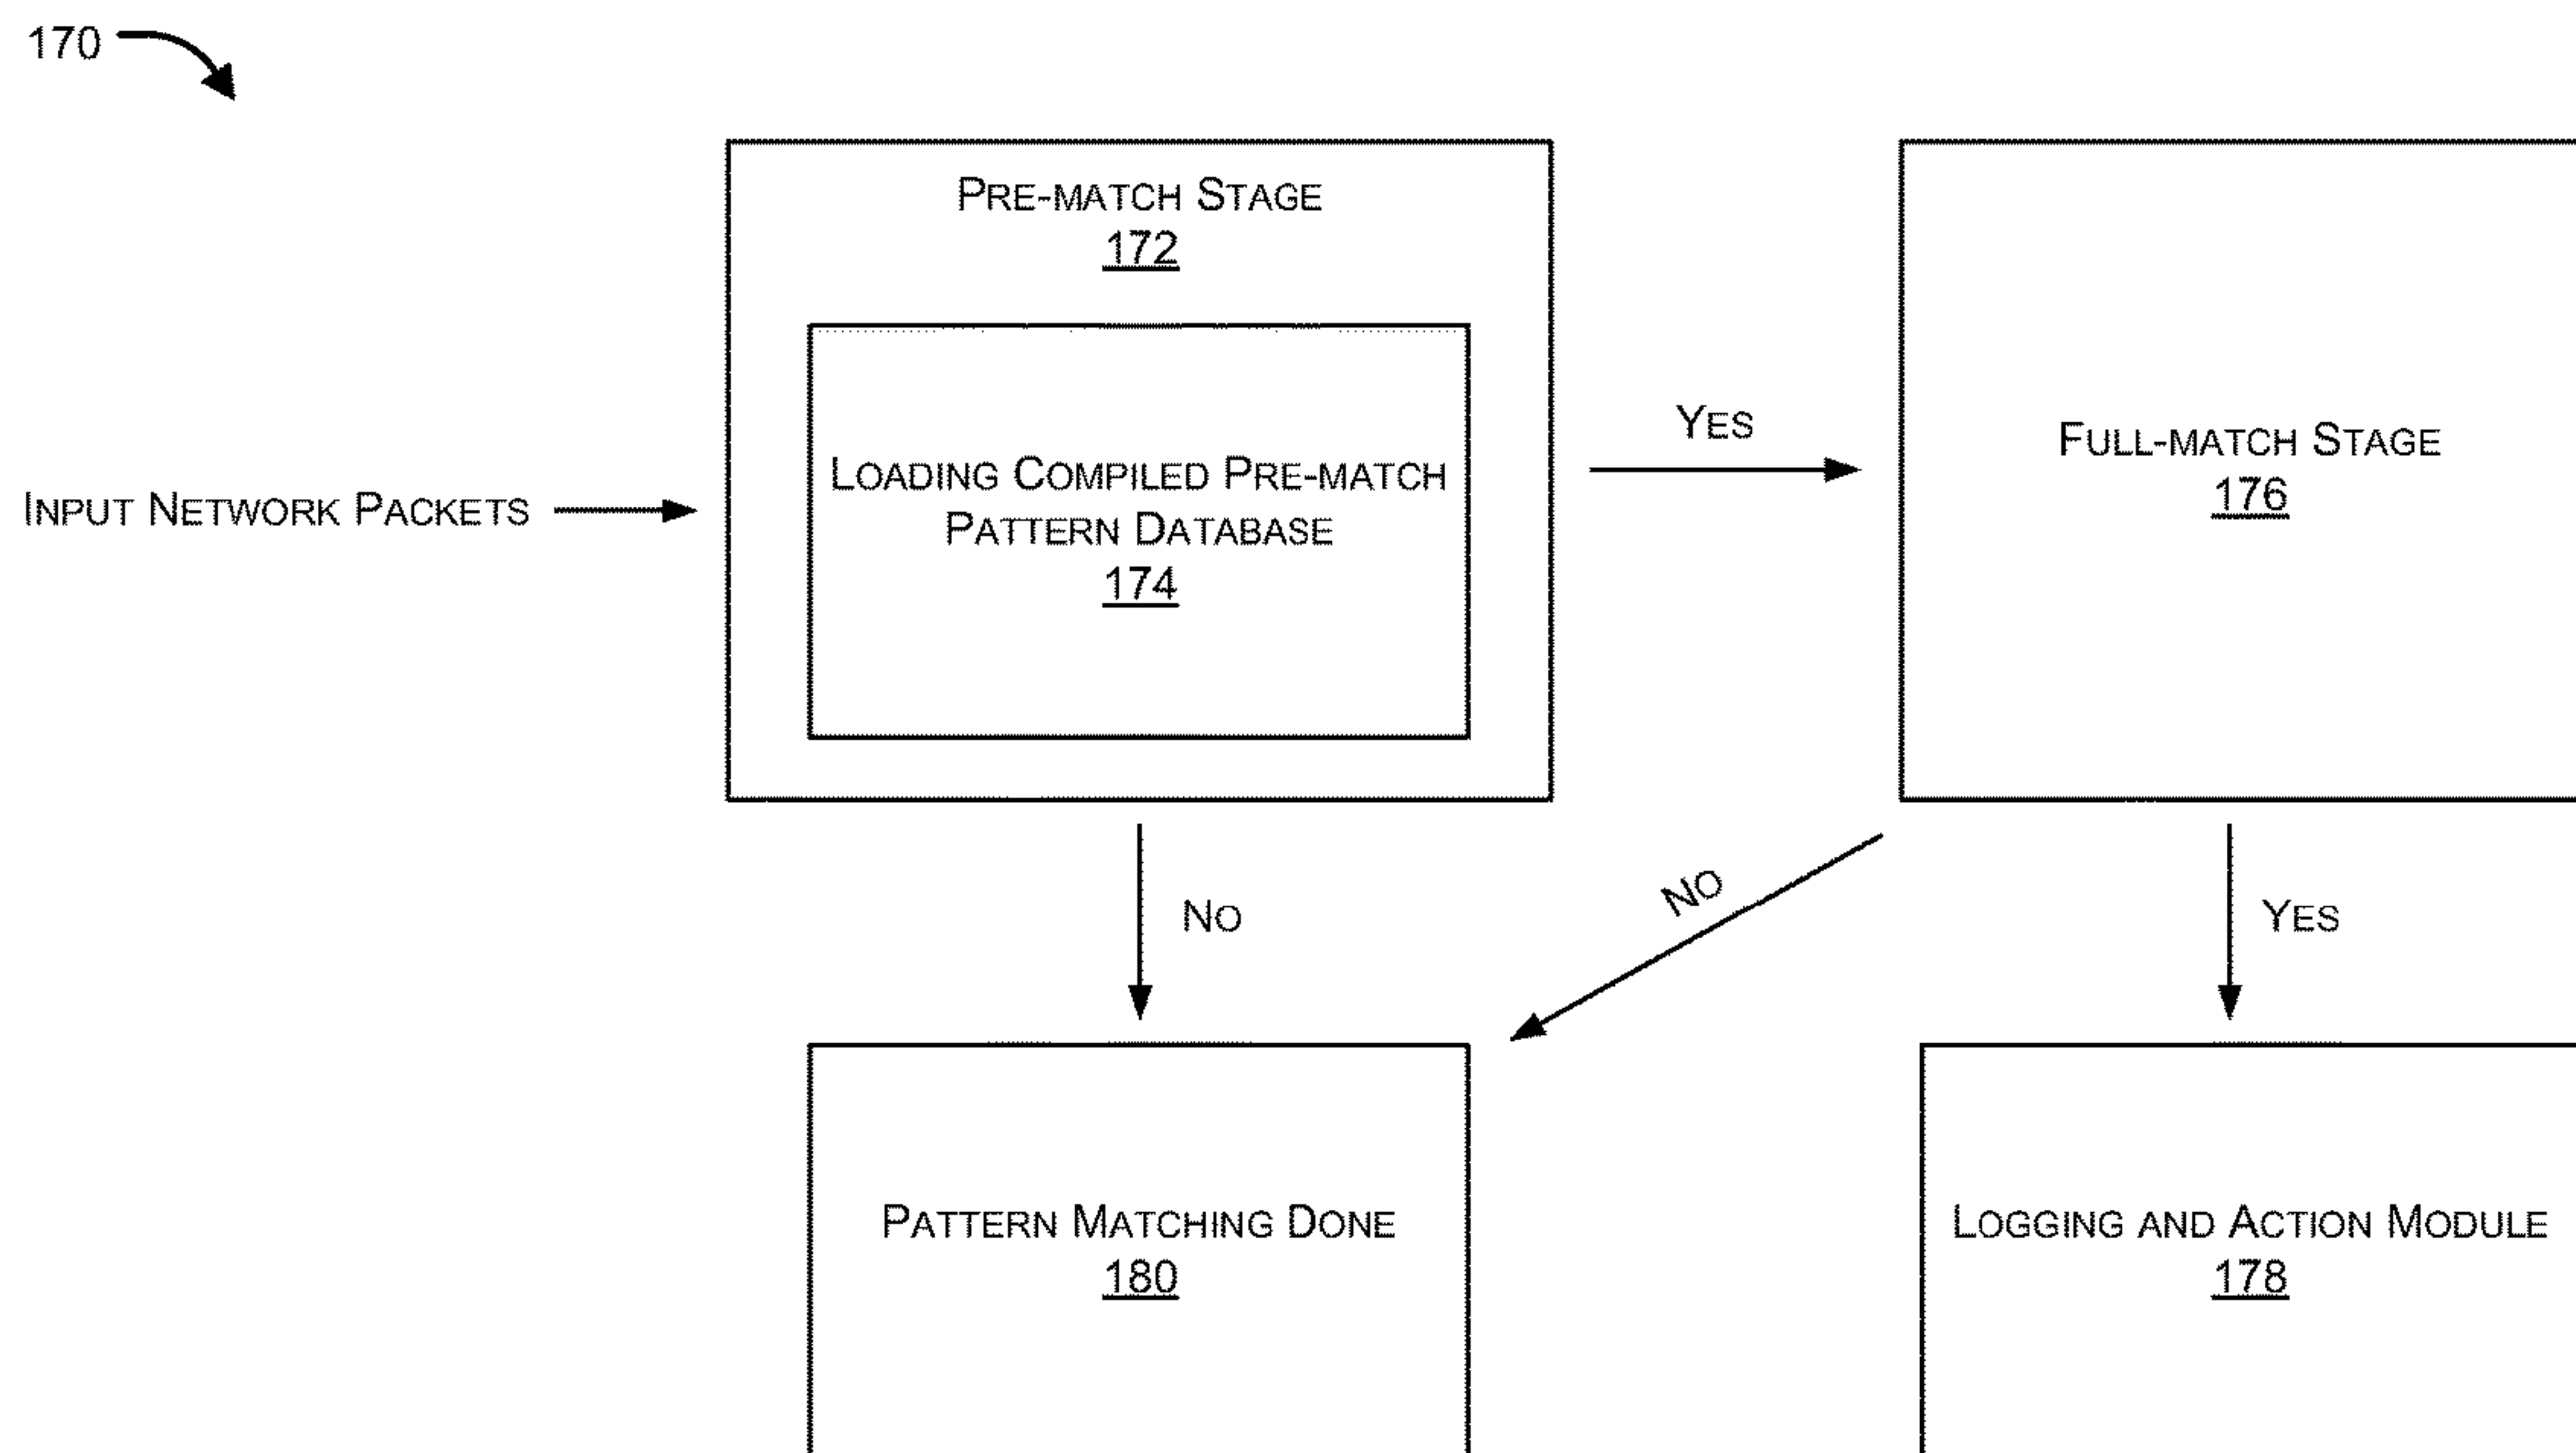 170
PRE-MATCH STAGE
172
LOADING COMPILED PRE-MATCH
PATTERN DATABASE
174
INPUT NETWORK PACKETS
YES
FULL-MATCH STAGE
176
NO
NO
YES
PATTERN MATCHING DONE
180
LOGGING AND ACTION MODULE
178